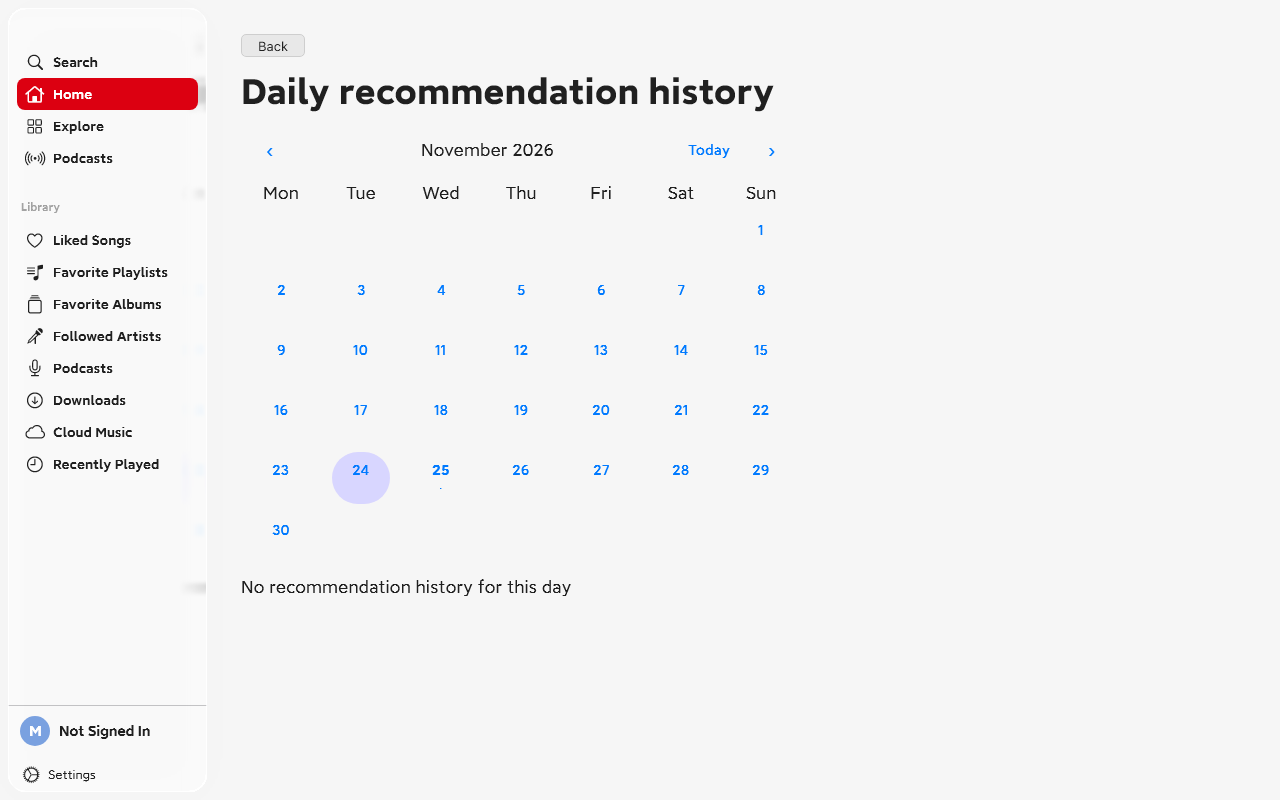 Search
Home
Explore
Podcasts
Library
Liked Songs
Favorite Playlists
Favorite Albums
Followed Artists
Podcasts
Downloads
Cloud Music
Recently Played
M Not Signed In
Settings
Back
Daily recommendation history
‹ November 2026 Today ›
Mon Tue Wed Thu Fri Sat Sun
1
2 3 4 5 6 7 8
9 10 11 12 13 14 15
16 17 18 19 20 21 22
23 24 25 26 27 28 29
30
No recommendation history for this day